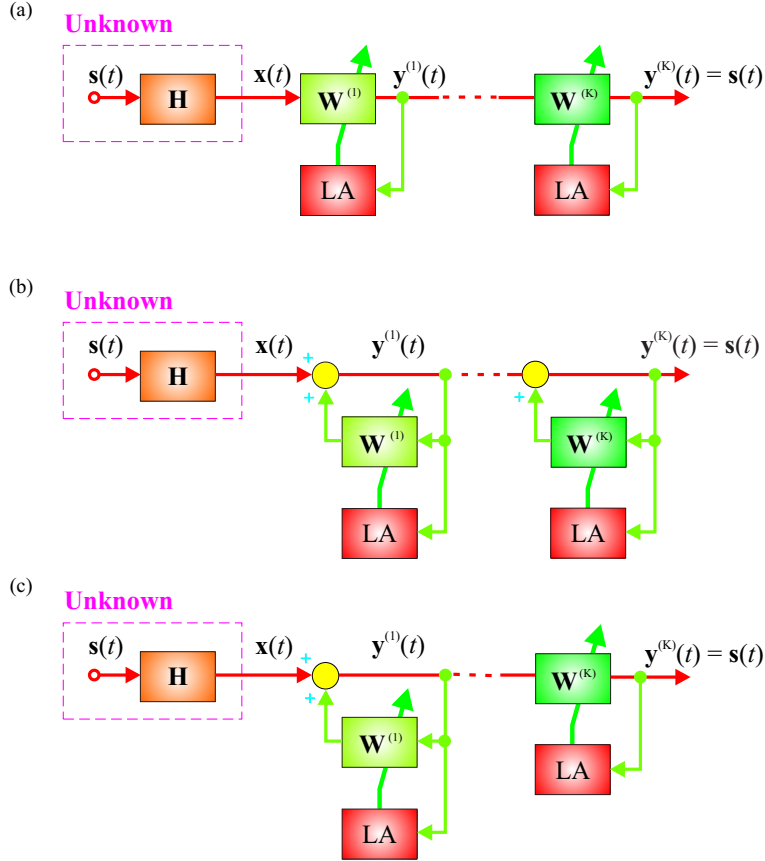 (a)
Unknown
s(t) x(t) y⁽¹⁾(t) y⁽ᴷ⁾(t) = s(t)
H W⁽¹⁾ W⁽ᴷ⁾
LA LA
(b)
Unknown
s(t) x(t) + y⁽¹⁾(t) y⁽ᴷ⁾(t) = s(t)
H
+ +
W⁽¹⁾ W⁽ᴷ⁾
LA LA
(c)
Unknown
s(t) x(t) + y⁽¹⁾(t) y⁽ᴷ⁾(t) = s(t)
H W⁽ᴷ⁾
+
W⁽¹⁾
LA
LA